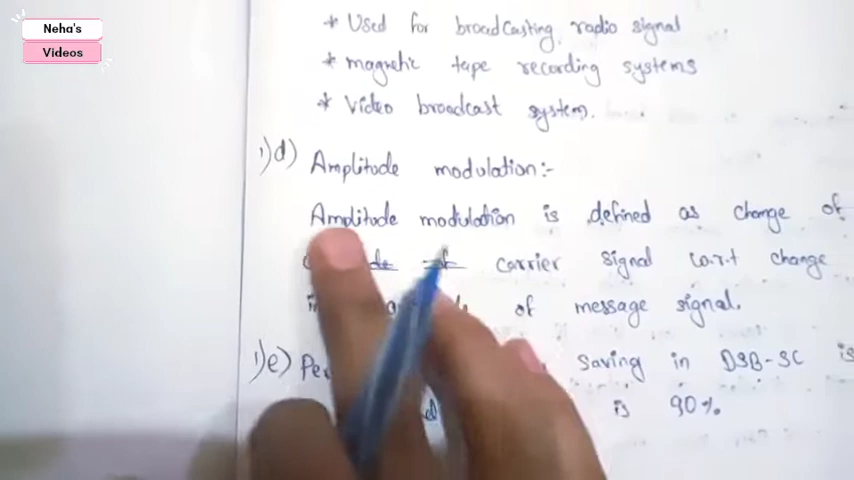 Neha's
Videos
* Used for broadcasting radio signal
* magnetic tape recording systems
* Video broadcast system.
1)d) Amplitude modulation:-
Amplitude modulation is defined as change of
carrier signal w.r.t change
of message signal.
1)e) Per saving in DSB-SC is
is 90%